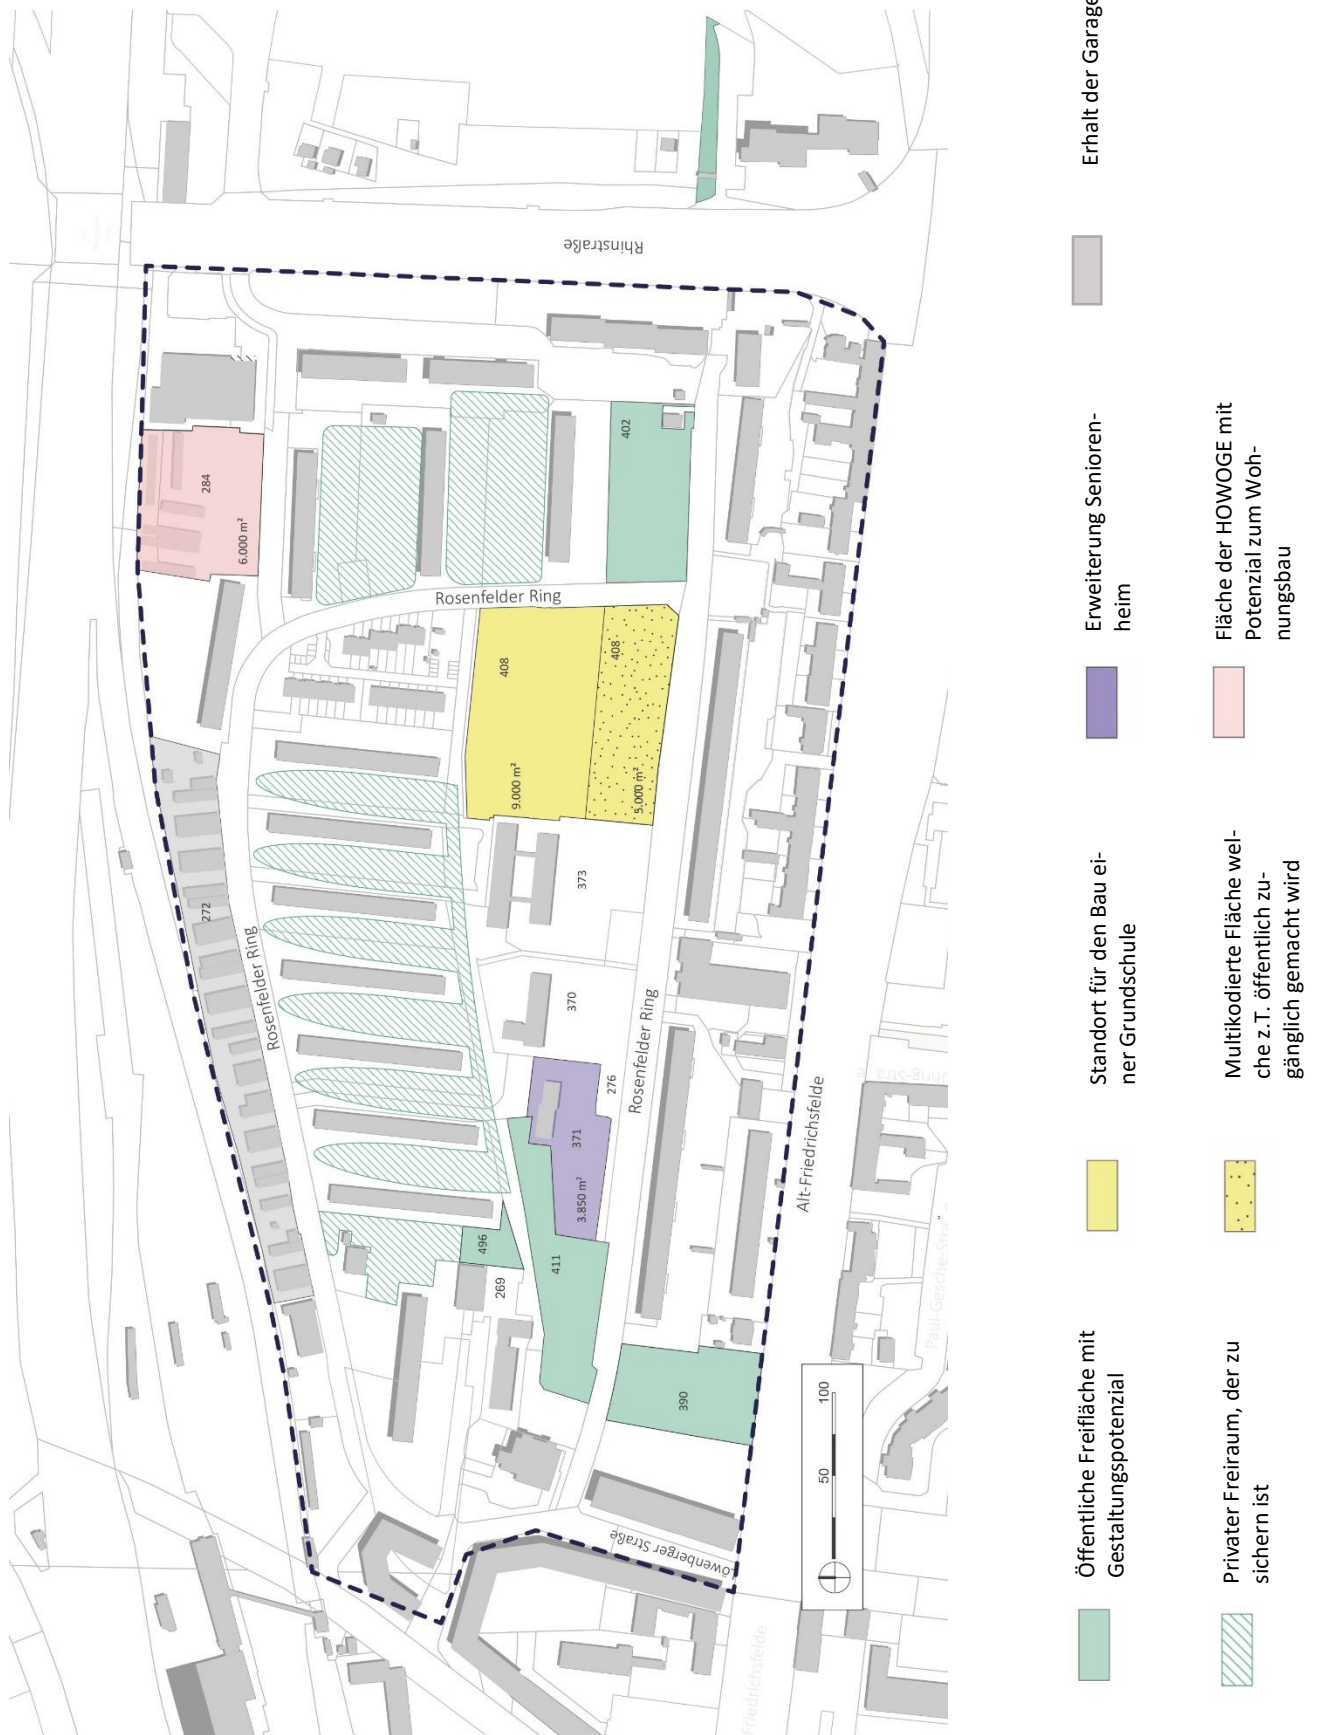 Rhinstraße
284
6.000 m²
402
Rosenfelder Ring
408
408
9.000 m²
5.000 m²
272
Rosenfelder Ring
373
370
276
Rosenfelder Ring
371
3.850 m²
496
269
411
390
Alt-Friedrichsfelde
Löwenberger Straße
Friedrichsfelde
50
100
Öffentliche Freifläche mit
Gestaltungspotenzial
Privater Freiraum, der zu
sichern ist
Standort für den Bau ei-
ner Grundschule
Multikodierte Fläche wel-
che z.T. öffentlich zu-
gänglich gemacht wird
Erweiterung Senioren-
heim
Fläche der HOWOGE mit
Potenzial zum Woh-
nungsbau
Erhalt der Garage